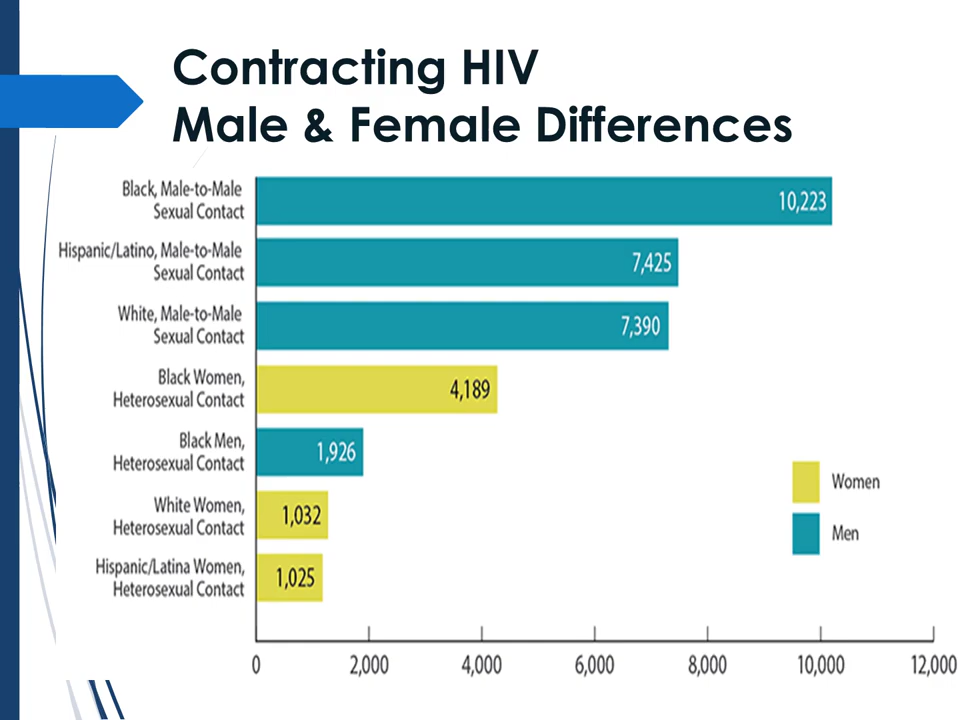 Contracting HIV
Male & Female Differences
Black, Male-to-Male
Sexual Contact
10,223
Hispanic/Latino, Male-to-Male
Sexual Contact
7,425
White, Male-to-Male
Sexual Contact
7,390
Black Women,
Heterosexual Contact
4,189
Black Men,
Heterosexual Contact
1,926
White Women,
Heterosexual Contact
1,032
Hispanic/Latina Women,
Heterosexual Contact
1,025
Women
Men
0 2,000 4,000 6,000 8,000 10,000 12,000